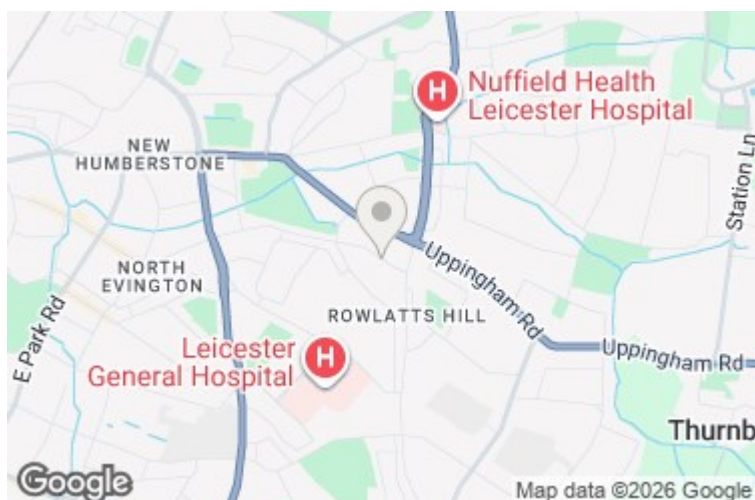 Nuffield Health
Leicester Hospital
H
NEW
HUMBERSTONE
Station Ln
NORTH
EVINGTON
Uppingham Rd
ROWLATTS HILL
E Park Rd
Leicester
General Hospital
H
Uppingham Rd
Thurnb
Google
Map data ©2026 Google